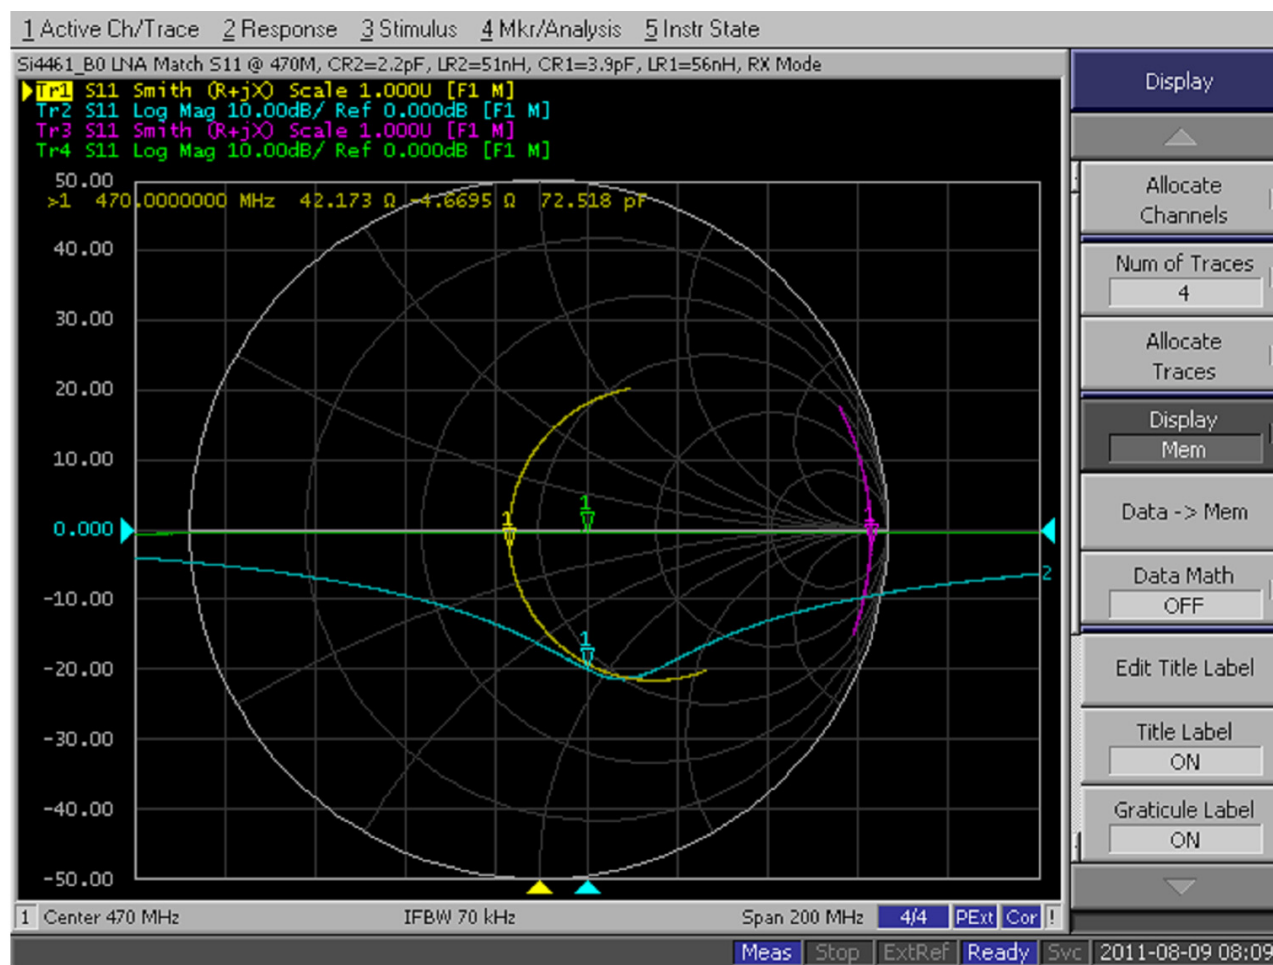 1 Active Ch/Trace 2 Response 3 Stimulus 4 Mkr/Analysis 5 Instr State
Si4461_B0 LNA Match S11 @ 470M, CR2=2.2pF, LR2=51nH, CR1=3.9pF, LR1=56nH, RX Mode
Tr1 S11 Smith (R+jX) Scale 1.000U [F1 M]
Tr2 S11 Log Mag 10.00dB/ Ref 0.000dB [F1 M]
Tr3 S11 Smith (R+jX) Scale 1.000U [F1 M]
Tr4 S11 Log Mag 10.00dB/ Ref 0.000dB [F1 M]
50.00
>1 470.0000000 MHz 42.173 Ω -4.6695 Ω 72.518 pF
40.00
30.00
20.00
10.00
0.000
-10.00
-20.00
-30.00
-40.00
-50.00
1
1
1
1
2
1 Center 470 MHz
IFBW 70 kHz
Span 200 MHz
4/4
PExt
Cor
!
Display
Allocate
Channels
Num of Traces
4
Allocate
Traces
Display
Mem
Data -> Mem
Data Math
OFF
Edit Title Label
Title Label
ON
Graticule Label
ON
Meas
Stop
ExtRef
Ready
Svc
2011-08-09 08:09